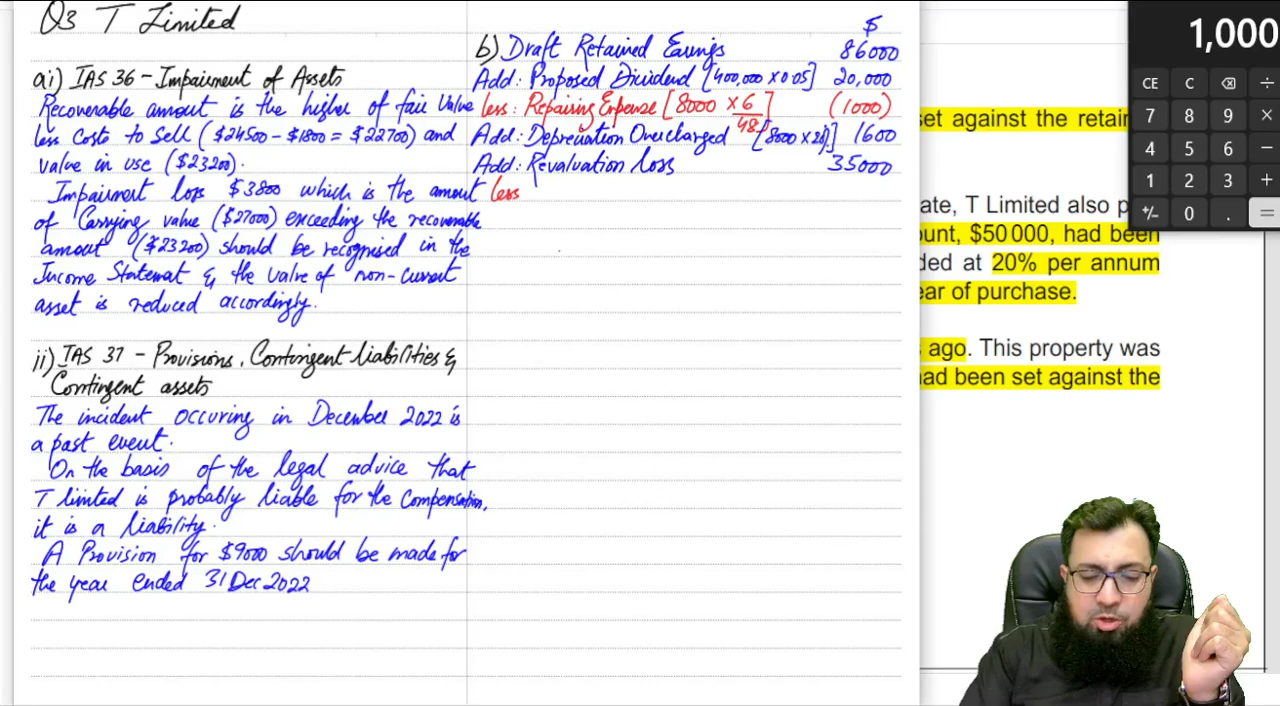 Q3 T Limited
ai) IAS 36 - Impairment of Assets
Recoverable amount is the higher of fair value
less costs to sell ($24500 - $1800 = $22700) and
value in use ($23200).
Impairment loss $3800 which is the amount
of Carrying value ($27000) exceeding the recoverable
amount ($23200) should be recognised in the
Income Statement & the value of non-current
asset is reduced accordingly.
ii) IAS 37 - Provisions, Contingent liabilities &
Contingent assets
The incident occuring in December 2022 is
a past event.
On the basis of the legal advice that
T limited is probably liable for the Compensation,
it is a liability.
A Provision for $9000 should be made for
the year ended 31 Dec 2022
$
b) Draft Retained Earnings 86000
Add: Proposed Dividend [400,000 x 0.05] 20,000
less: Repairing Expense [8000 x 6/48] (1000)
Add: Depreciation Overcharged [8000 x 20%] 1600
Add: Revaluation loss 35000
less
1,000
CE C ⌫ ÷
7 8 9 ×
4 5 6 −
1 2 3 +
+/− 0 . =
set against the retain
ate, T Limited also p
unt, $50 000, had been
ded at 20% per annum
ear of purchase.
ago. This property was
had been set against the